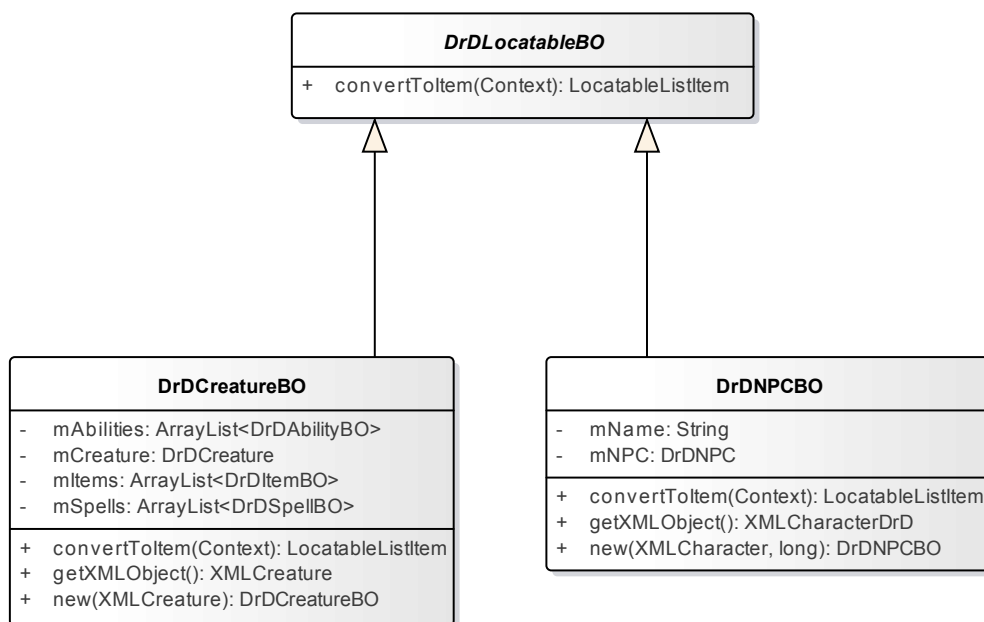 DrDLocatableBO
+ convertToItem(Context): LocatableListItem
DrDCreatureBO
- mAbilities: ArrayList<DrDAbilityBO>
- mCreature: DrDCreature
- mItems: ArrayList<DrDItemBO>
- mSpells: ArrayList<DrDSpellBO>
+ convertToItem(Context): LocatableListItem
+ getXMLObject(): XMLCreature
+ new(XMLCreature): DrDCreatureBO
DrDNPCBO
- mName: String
- mNPC: DrDNPC
+ convertToItem(Context): LocatableListItem
+ getXMLObject(): XMLCharacterDrD
+ new(XMLCharacter, long): DrDNPCBO